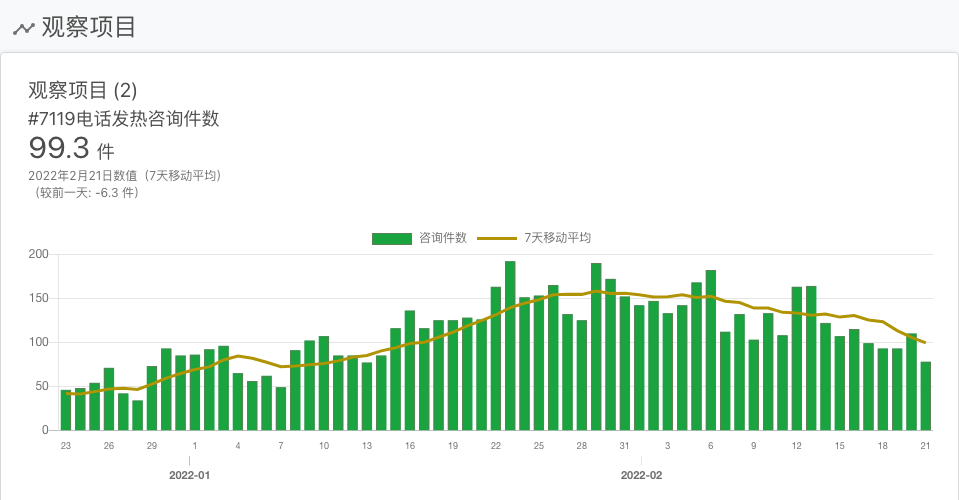 观察项目
观察项目 (2)
#7119电话发热咨询件数
99.3 件
2022年2月21日数值（7天移动平均）
（较前一天: -6.3 件）
咨询件数 7天移动平均
200
150
100
50
0
23 26 29 1 4 7 10 13 16 19 22 25 28 31 3 6 9 12 15 18 21
2022-01 2022-02